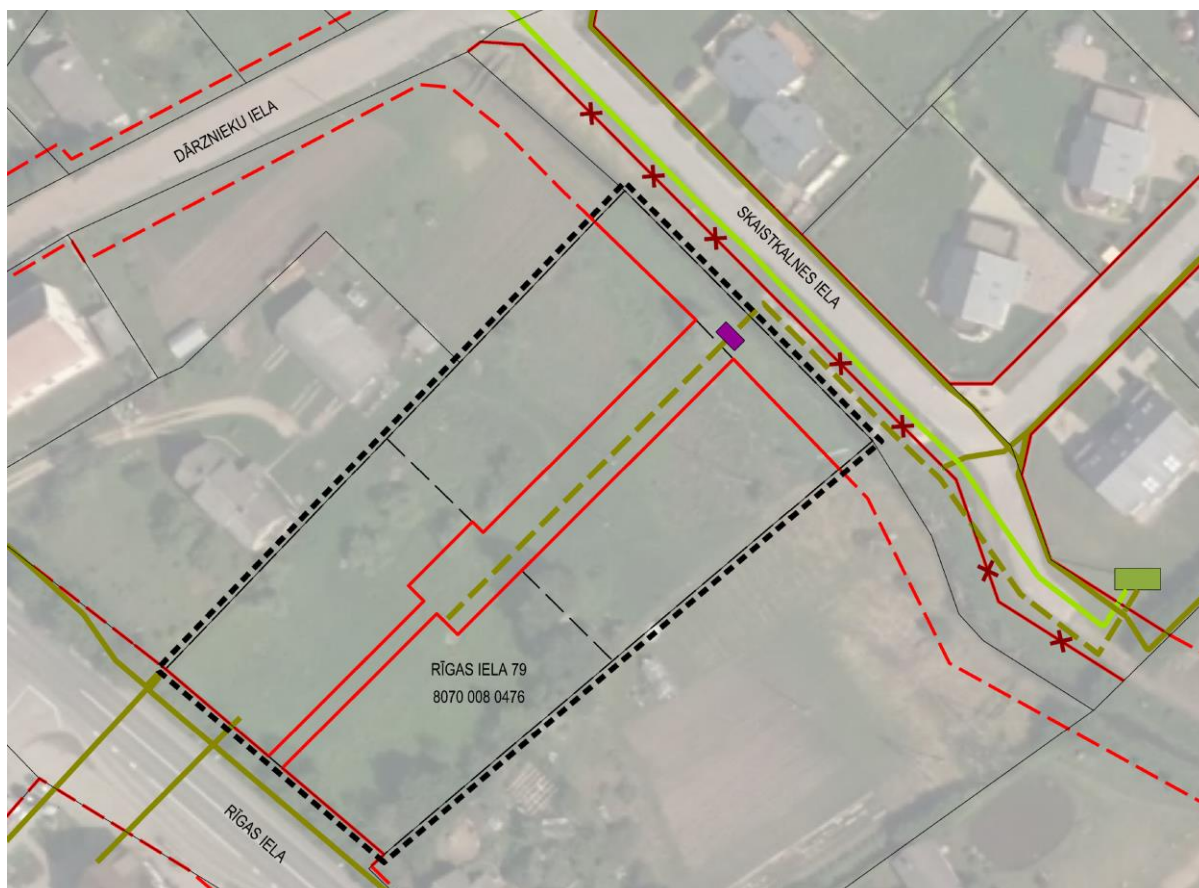 DĀRZNIEKU IELA
SKAISTKALNES IELA
RĪGAS IELA 79
8070 008 0476
RĪGAS IELA